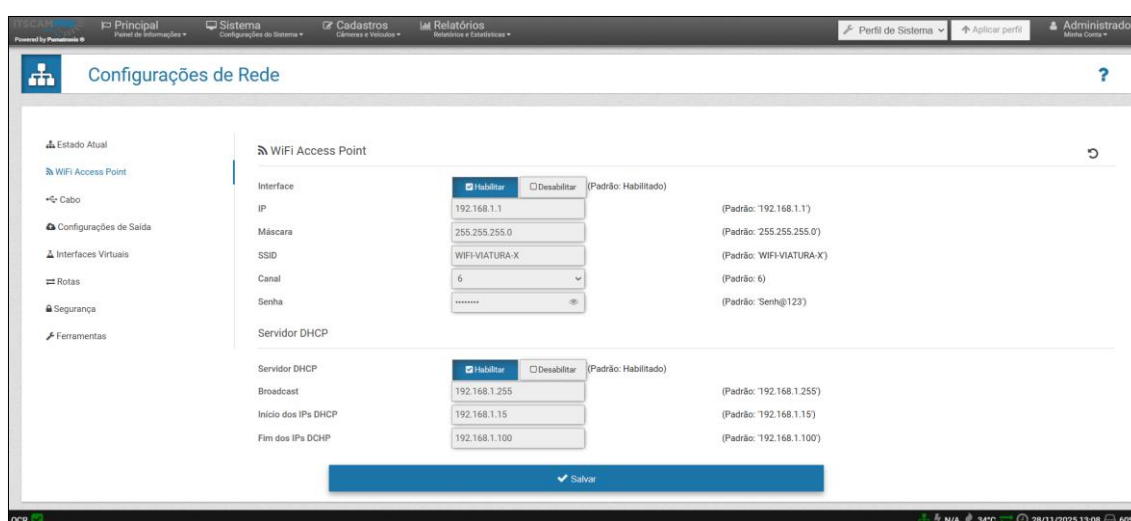 ITSCAM
Powered by Pumatronix ®
Principal
Painel de Informações
Sistema
Configurações do Sistema
Cadastros
Câmeras e Veículos
Relatórios
Relatórios e Estatísticas
Perfil de Sistema
Aplicar perfil
Administrado
Minha Conta
Configurações de Rede
?
Estado Atual
WiFi Access Point
Cabo
Configurações de Saída
Interfaces Virtuais
Rotas
Segurança
Ferramentas
WiFi Access Point
Interface Habilitar Desabilitar (Padrão: Habilitado)
IP 192.168.1.1 (Padrão: '192.168.1.1')
Máscara 255.255.255.0 (Padrão: '255.255.255.0')
SSID WIFI-VIATURA-X (Padrão: 'WIFI-VIATURA-X')
Canal 6 (Padrão: 6)
Senha •••••••• (Padrão: 'Senh@123')
Servidor DHCP
Servidor DHCP Habilitar Desabilitar (Padrão: Habilitado)
Broadcast 192.168.1.255 (Padrão: '192.168.1.255')
Início dos IPs DHCP 192.168.1.15 (Padrão: '192.168.1.15')
Fim dos IPs DCHP 192.168.1.100 (Padrão: '192.168.1.100')
Salvar
OCR N/A 34°C 28/11/2025 13:08